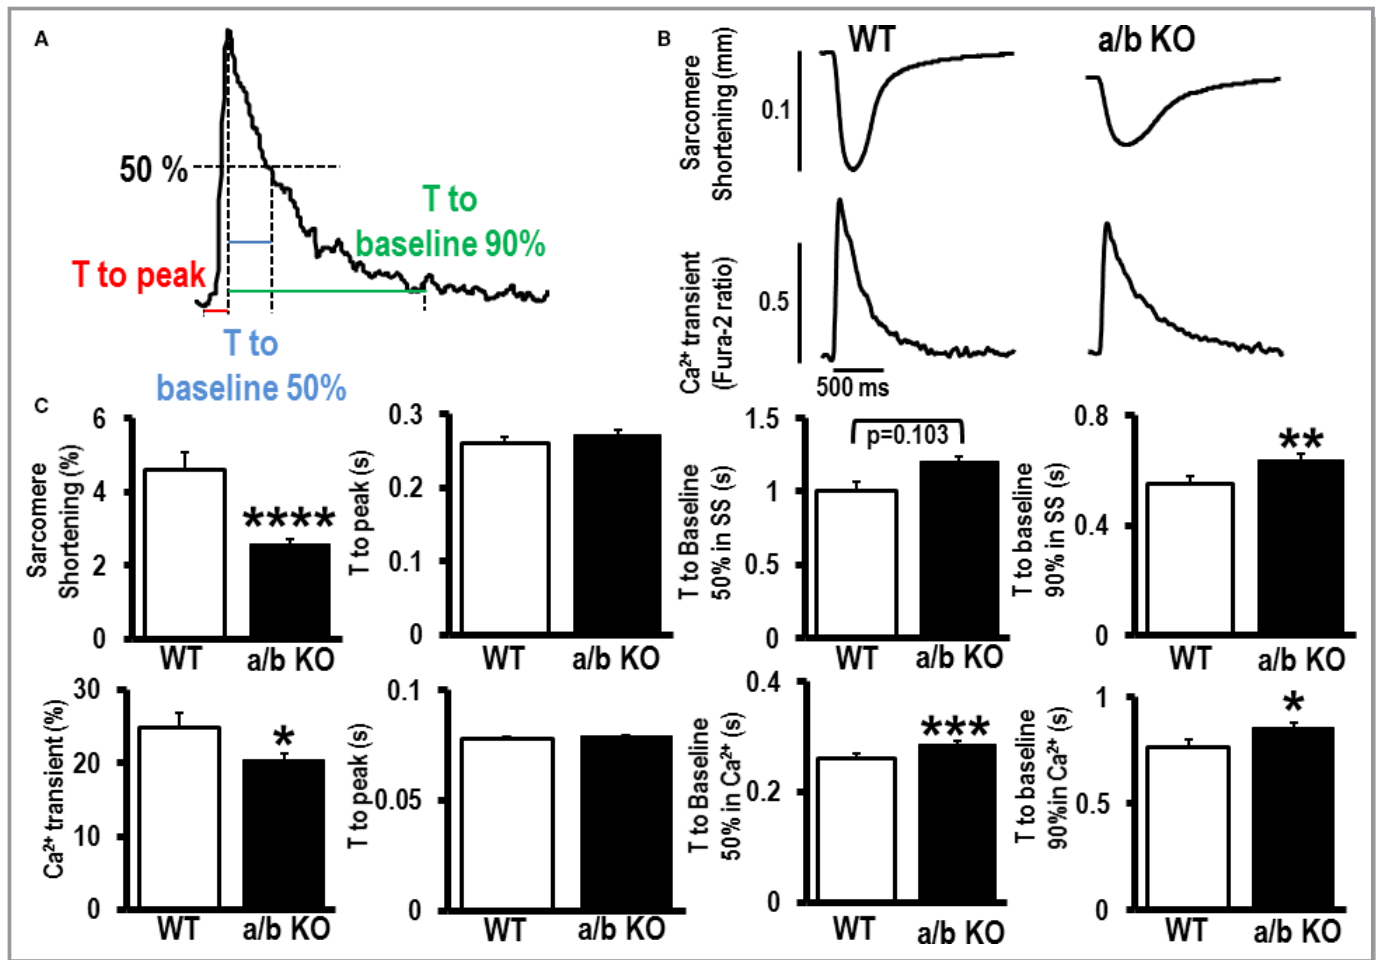 A
50 %
T to
baseline 90%
T to peak
T to
baseline 50%
B
WT
a/b KO
Sarcomere
Shortening (mm)
0.1
Ca²⁺ transient
(Fura-2 ratio)
0.5
500 ms
C
Sarcomere
Shortening (%)
6
4
2
0
****
WT
a/b KO
T to peak (s)
0.3
0.2
0.1
0
WT
a/b KO
T to Baseline
50% in SS (s)
1.5
1
0.5
0
p=0.103
WT
a/b KO
T to baseline
90% in SS (s)
0.8
0.4
0
**
WT
a/b KO
Ca²⁺ transient (%)
30
20
10
0
*
WT
a/b KO
T to peak (s)
0.1
0.05
0
WT
a/b KO
T to Baseline
50% in Ca²⁺ (s)
0.4
0.2
0
***
WT
a/b KO
T to baseline
90%in Ca²⁺ (s)
1
0.5
0
*
WT
a/b KO